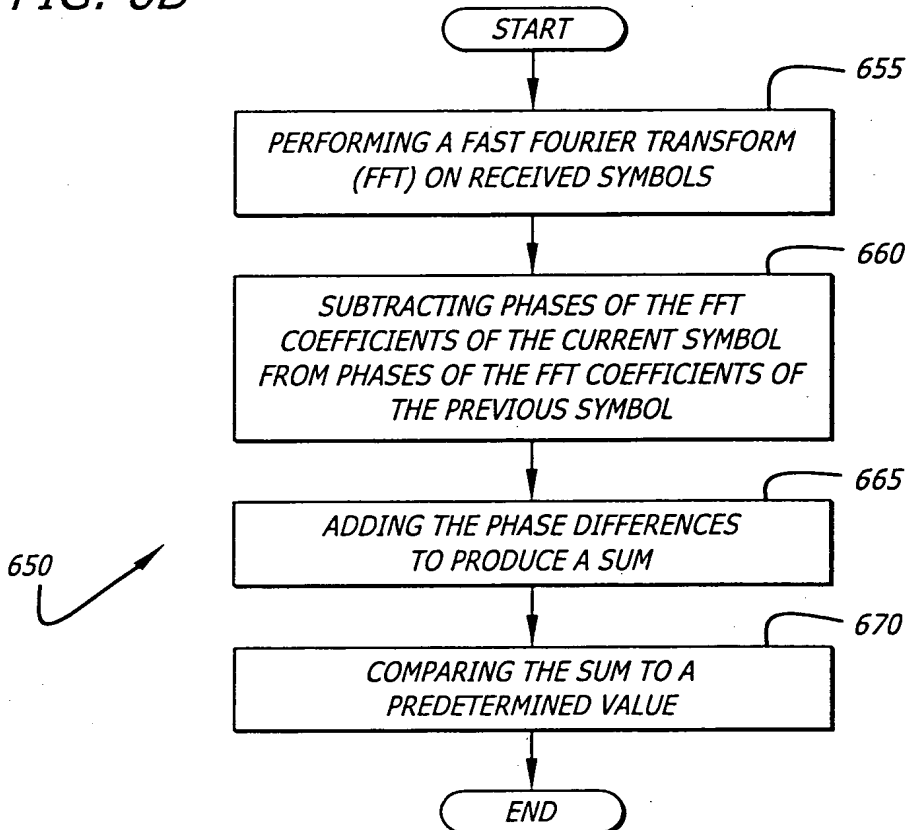 FIG. 6B
START
655
PERFORMING A FAST FOURIER TRANSFORM
(FFT) ON RECEIVED SYMBOLS
660
SUBTRACTING PHASES OF THE FFT
COEFFICIENTS OF THE CURRENT SYMBOL
FROM PHASES OF THE FFT COEFFICIENTS OF
THE PREVIOUS SYMBOL
665
ADDING THE PHASE DIFFERENCES
TO PRODUCE A SUM
650
670
COMPARING THE SUM TO A
PREDETERMINED VALUE
END